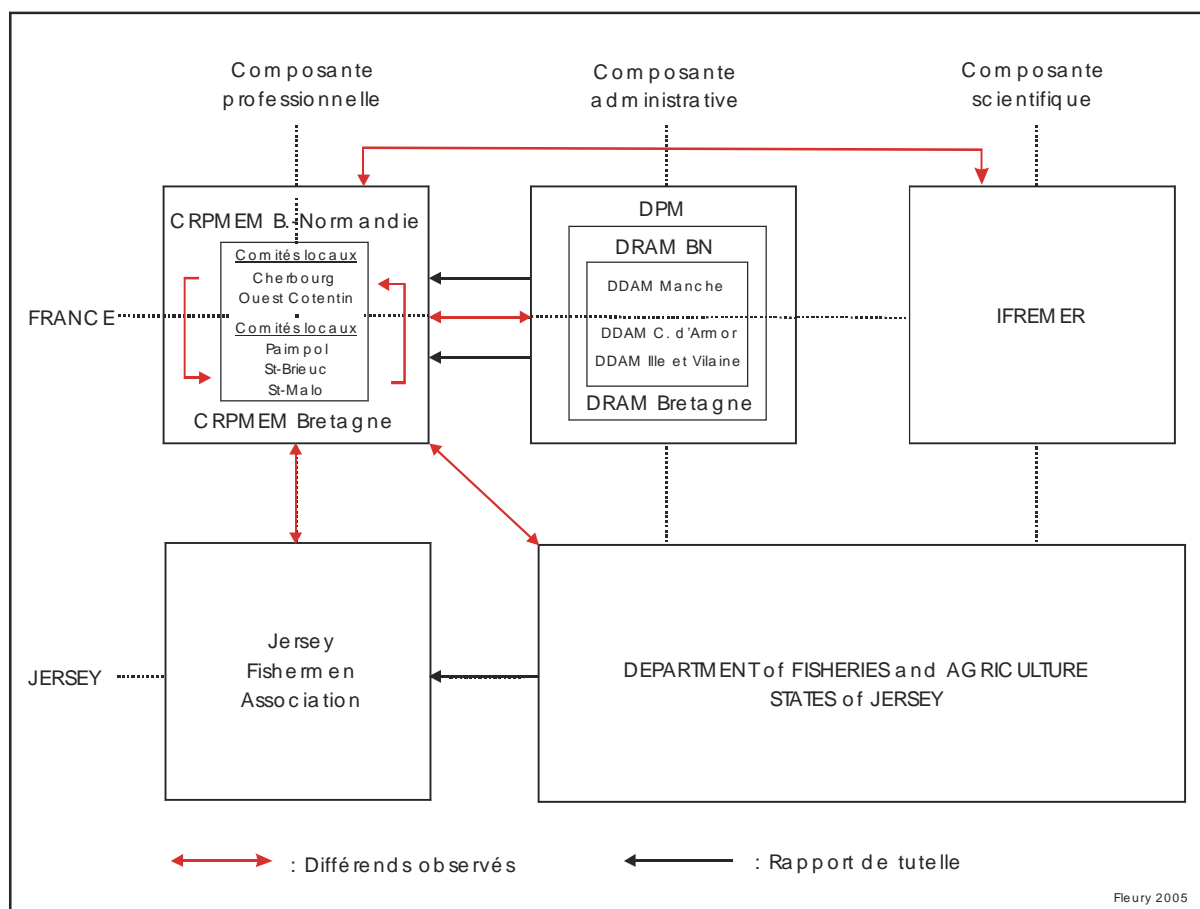 Composante
professionnelle
Composante
administrative
Composante
scientifique
FRANCE
CRPMEM B.-Normandie
Comités locaux
Cherbourg
Ouest Cotentin
Comités locaux
Paimpol
St-Brieuc
St-Malo
CRPMEM Bretagne
DPM
DRAM BN
DDAM Manche
DDAM C. d'Armor
DDAM Ille et Vilaine
DRAM Bretagne
IFREMER
JERSEY
Jersey
Fishermen
Association
DEPARTMENT of FISHERIES and AGRICULTURE
STATES of JERSEY
: Différends observés
: Rapport de tutelle
Fleury 2005